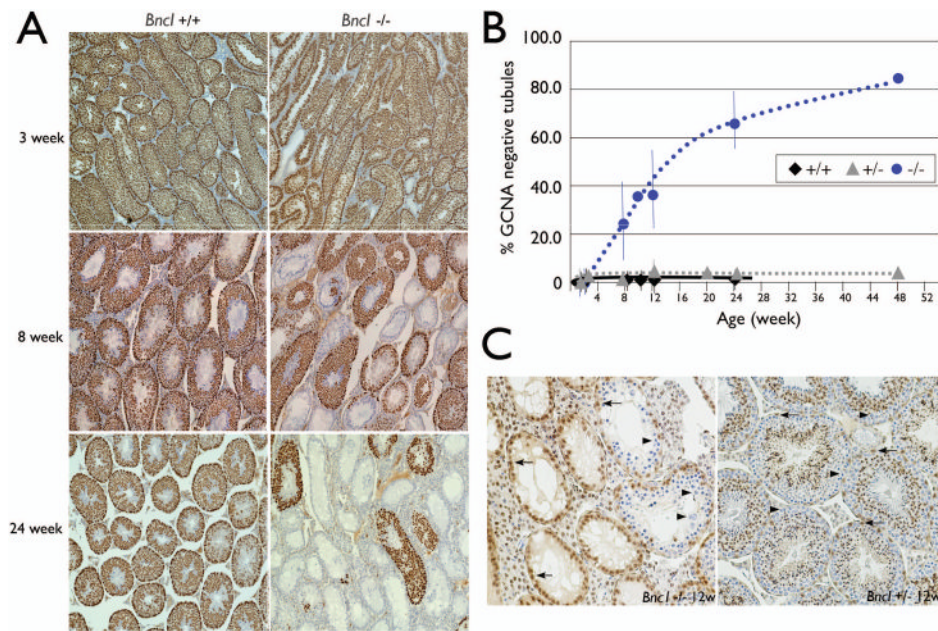 A
Bncl +/+
Bncl -/-
3 week
8 week
24 week
B
100.0
80.0
60.0
40.0
20.0
0
% GCNA negative tubules
+/+ +/- -/-
4 8 12 16 20 24 28 32 36 40 44 48 52
Age (week)
C
Bncl -/- 12w
Bncl +/- 12w